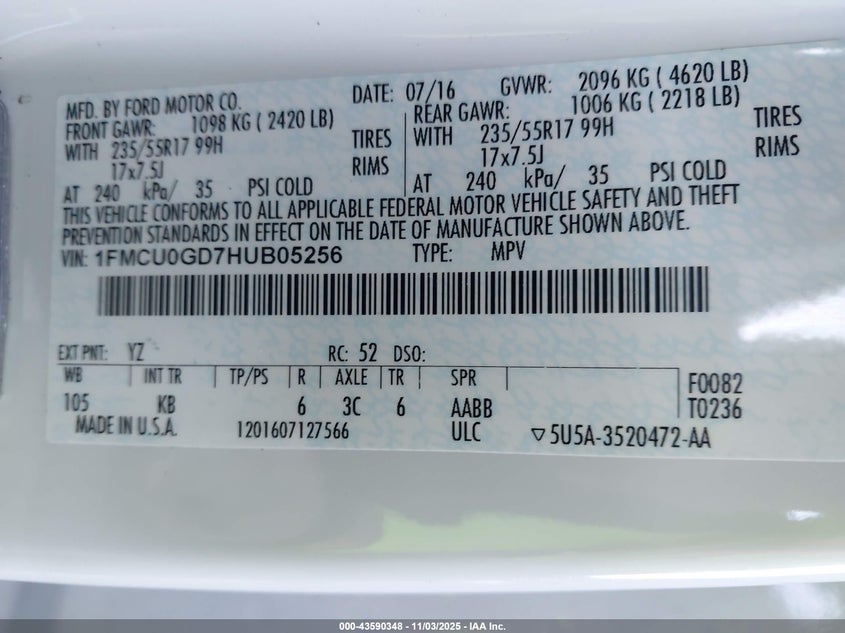 MFD. BY FORD MOTOR CO. DATE: 07/16 GVWR: 2096 KG ( 4620 LB)
FRONT GAWR: 1098 KG ( 2420 LB) REAR GAWR: 1006 KG ( 2218 LB)
WITH 235/55R17 99H TIRES WITH 235/55R17 99H TIRES
17x7.5J RIMS 17x7.5J RIMS
AT 240 kPa/ 35 PSI COLD AT 240 kPa/ 35 PSI COLD
THIS VEHICLE CONFORMS TO ALL APPLICABLE FEDERAL MOTOR VEHICLE SAFETY AND THEFT
PREVENTION STANDARDS IN EFFECT ON THE DATE OF MANUFACTURE SHOWN ABOVE.
VIN: 1FMCU0GD7HUB05256 TYPE: MPV
EXT PNT: YZ RC: 52 DSO:
WB INT TR TP/PS R AXLE TR SPR F0082
105 KB 6 3C 6 AABB T0236
MADE IN U.S.A. 1201607127566 ULC ▽5U5A-3520472-AA
000-43590348 - 11/03/2025 - IAA Inc.